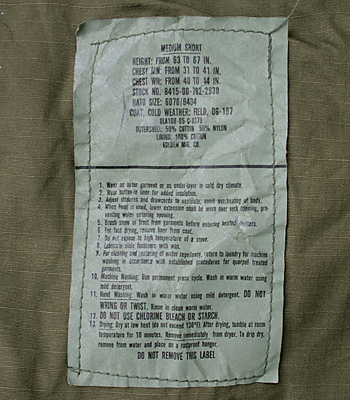 MEDIUM SHORT
HEIGHT: FROM 63 TO 67 IN.
CHEST MN: FROM 37 TO 41 IN.
CHEST WN: FROM 40 TO 44 IN.
STOCK NO. 8415-00-782-2938
NATO SIZE: 6070/9404
COAT, COLD WEATHER; FIELD, OG-107
OUTERSHELL: 50% COTTON 50% NYLON
LINING: 100% COTTON
GOLDEN MFG. CO.
1. Wear as outer garment or as under-layer in cold dry climate.
2. Wear button-in liner for added insulation.
3. Adjust closures and drawcords to ventilate; avoid overheating of body.
4. When hood is used, lower extension shall be worn over neck opening, pre-
venting water entering opening.
5. Brush snow or frost from garments before entering heated shelters.
6. For fast drying, remove liner from coat.
7. Do not expose to high temperature of a stove.
8. Lubricate slide fasteners with wax.
9. For cleaning and restoring of water repellency, return to laundry for machine
washing in accordance with established procedures for quarpel treated
garments.
10. Machine Washing: Use permanent press cycle. Wash in warm water using
mild detergent.
11. Hand Washing: Wash in warm water using mild detergent. DO NOT
WRING OR TWIST. Rinse in clean warm water.
12. DO NOT USE CHLORINE BLEACH OR STARCH.
13. Drying: Dry at low heat (do not exceed 130°F). After drying, tumble at room
temperature for 10 minutes. Remove immediately from dryer. To drip dry,
remove from water and place on a rustproof hanger.
DO NOT REMOVE THIS LABEL